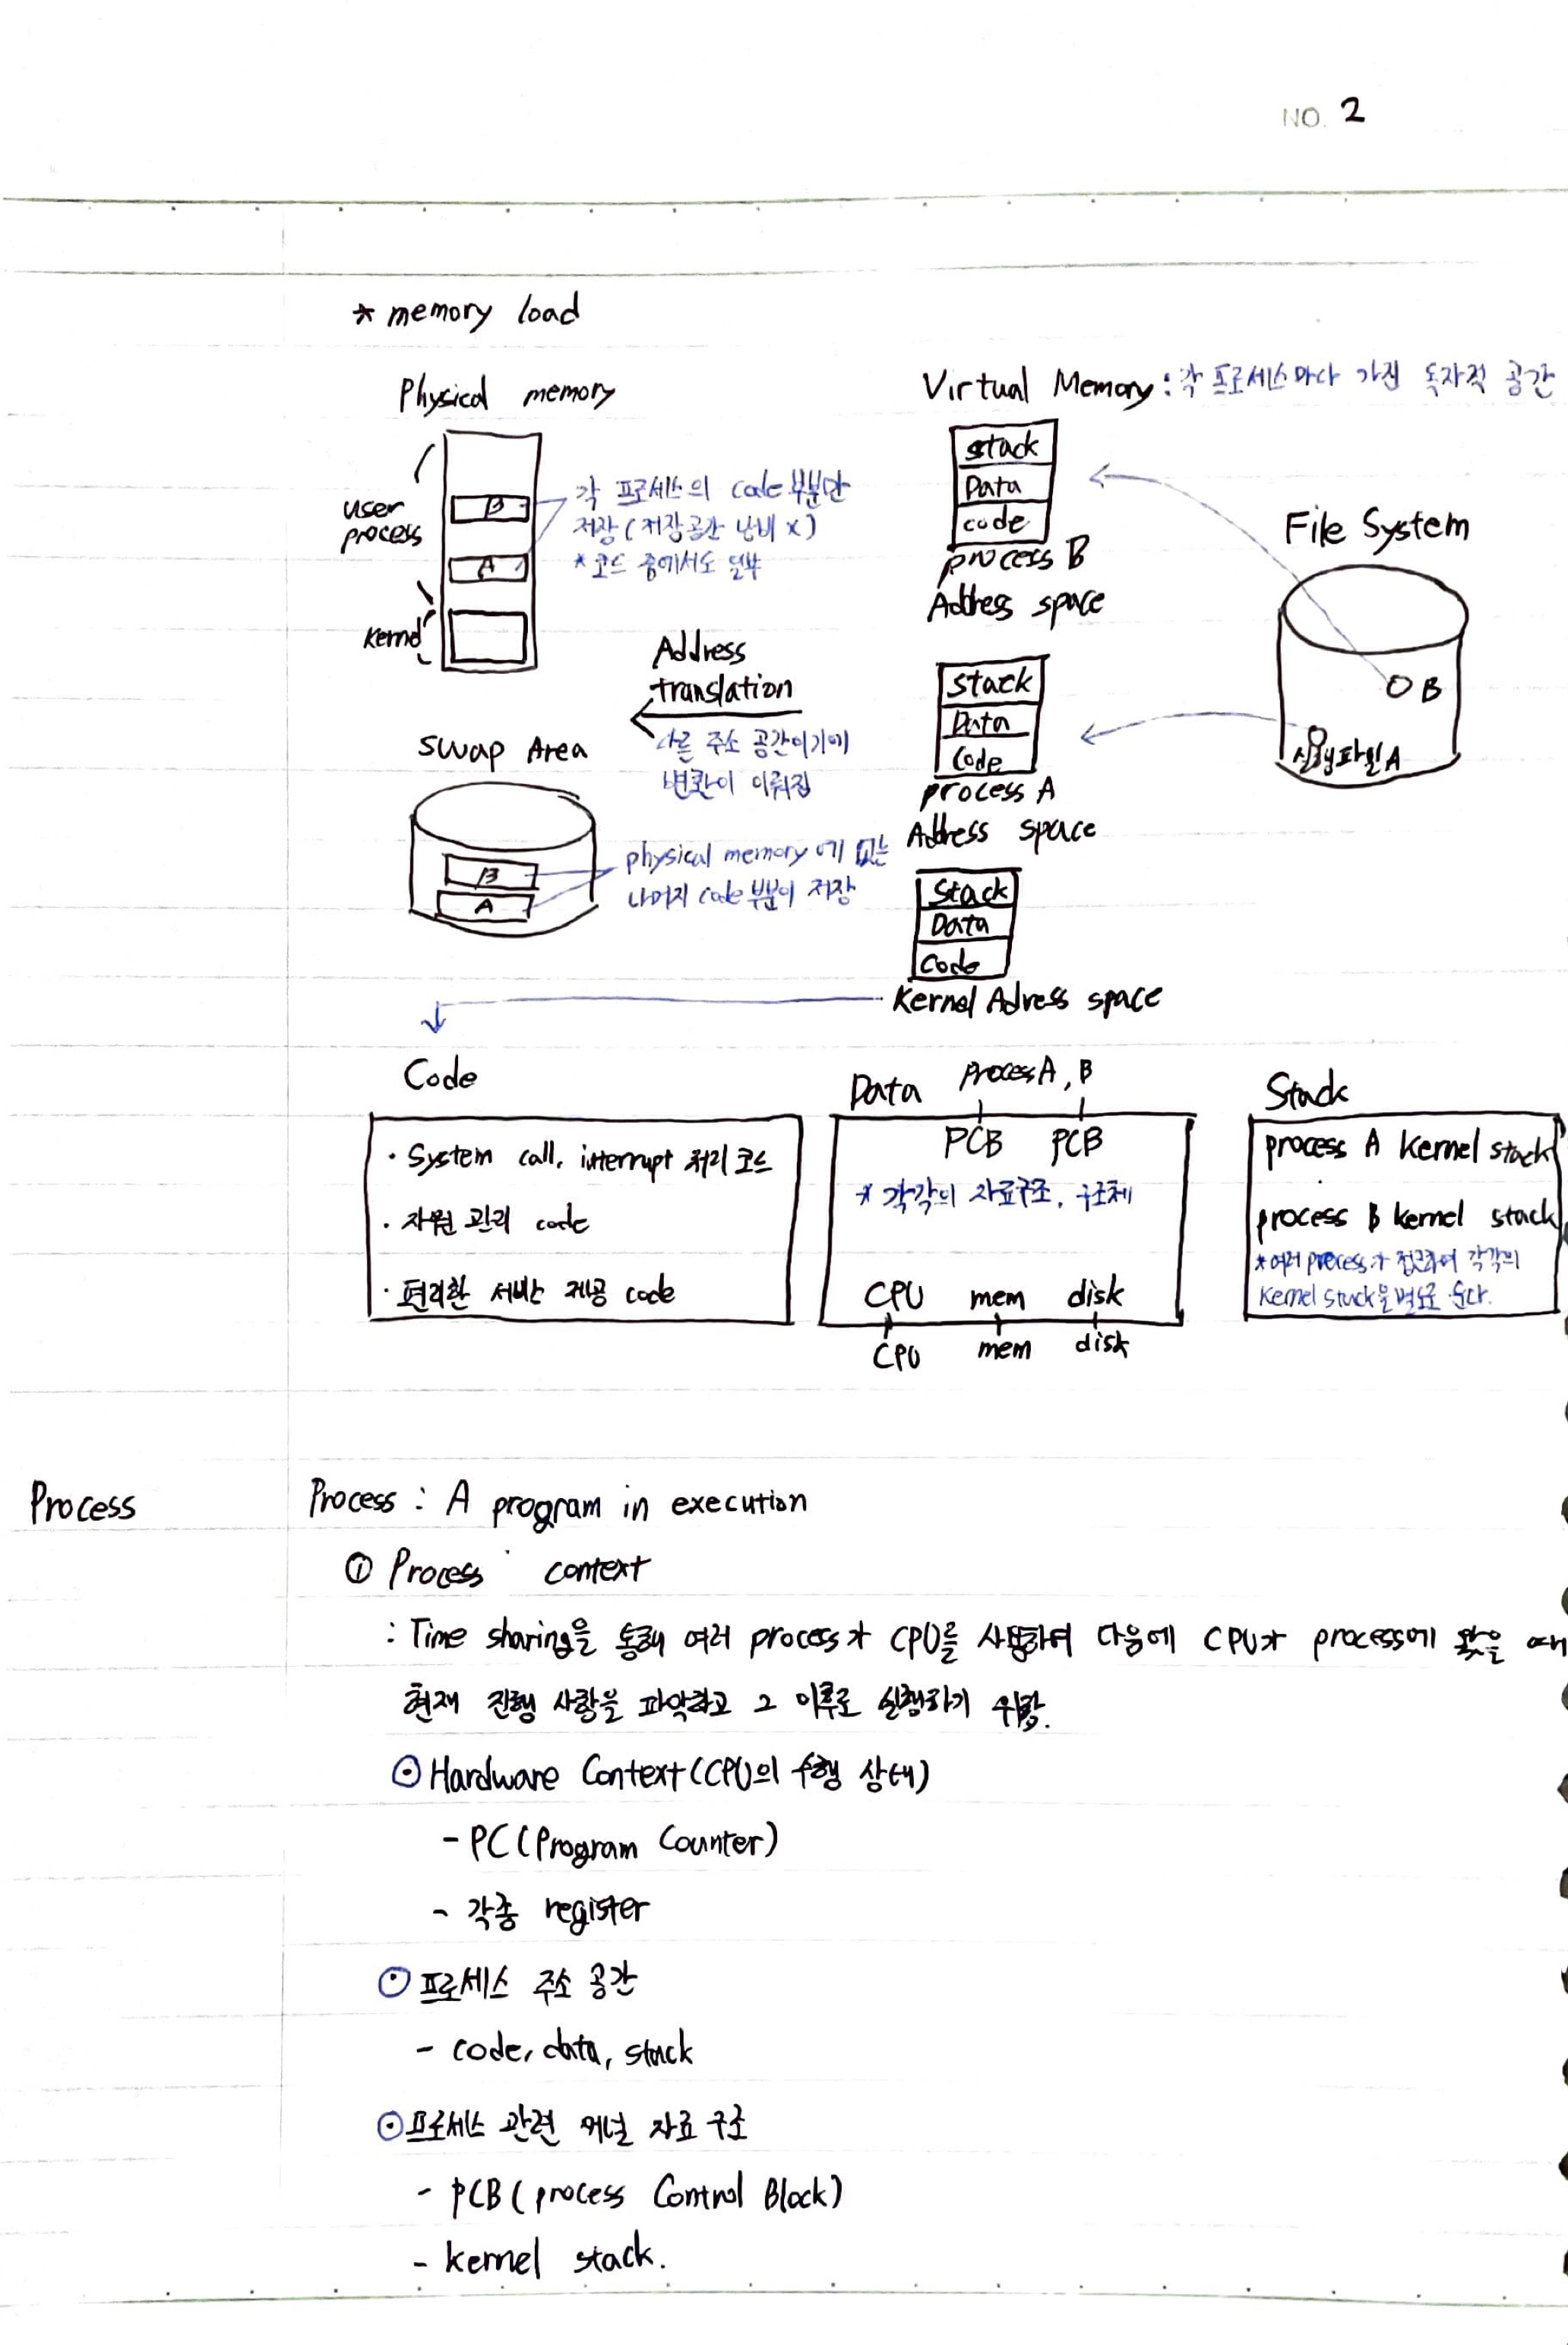 NO. 2
* memory load
Physical memory
user process
B
A
kernel
각 프로세스의 code 부분만
저장 (저장공간 낭비 x)
* 코드 중에서도 일부
Virtual Memory : 각 프로세스마다 가진 독자적 공간
stack
Data
code
process B
Address space
File System
B
실행파일 A
Address
translation
다른 주소 공간이기에
변환이 이뤄짐
stack
Data
Code
process A
Address space
Swap Area
B
A
physical memory에 없는
나머지 code 부분이 저장
Stack
Data
Code
Kernel Adress space
Code
· System call, interrupt 처리 코드
· 자원 관리 code
· 편리한 서비스 제공 code
Data
process A, B
PCB PCB
* 각각의 자료구조, 구조체
CPU mem disk
CPU mem disk
Stack
process A Kernel stack
process B kernel stack
* 여러 process가 접근하여 각각의
Kernel stack을 별도로 둔다.
Process
Process : A program in execution
① Process context
: Time sharing을 통해 여러 process가 CPU를 사용하며 다음에 CPU가 process에 왔을 때
현재 진행 사항을 파악하고 그 이후로 실행하기 위함.
⊙ Hardware Context (CPU의 수행 상태)
- PC (Program Counter)
- 각종 register
⊙ 프로세스 주소 공간
- code, data, stack
⊙ 프로세스 관련 커널 자료 구조
- PCB (process Control Block)
- kernel stack.